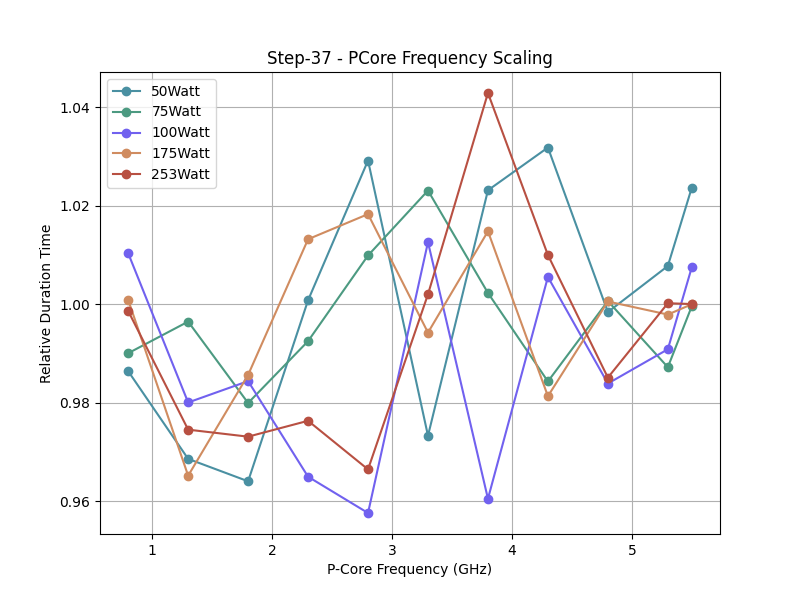 Step-37 - PCore Frequency Scaling
50Watt
75Watt
100Watt
175Watt
253Watt
1.04
1.02
1.00
0.98
0.96
Relative Duration Time
1 2 3 4 5
P-Core Frequency (GHz)